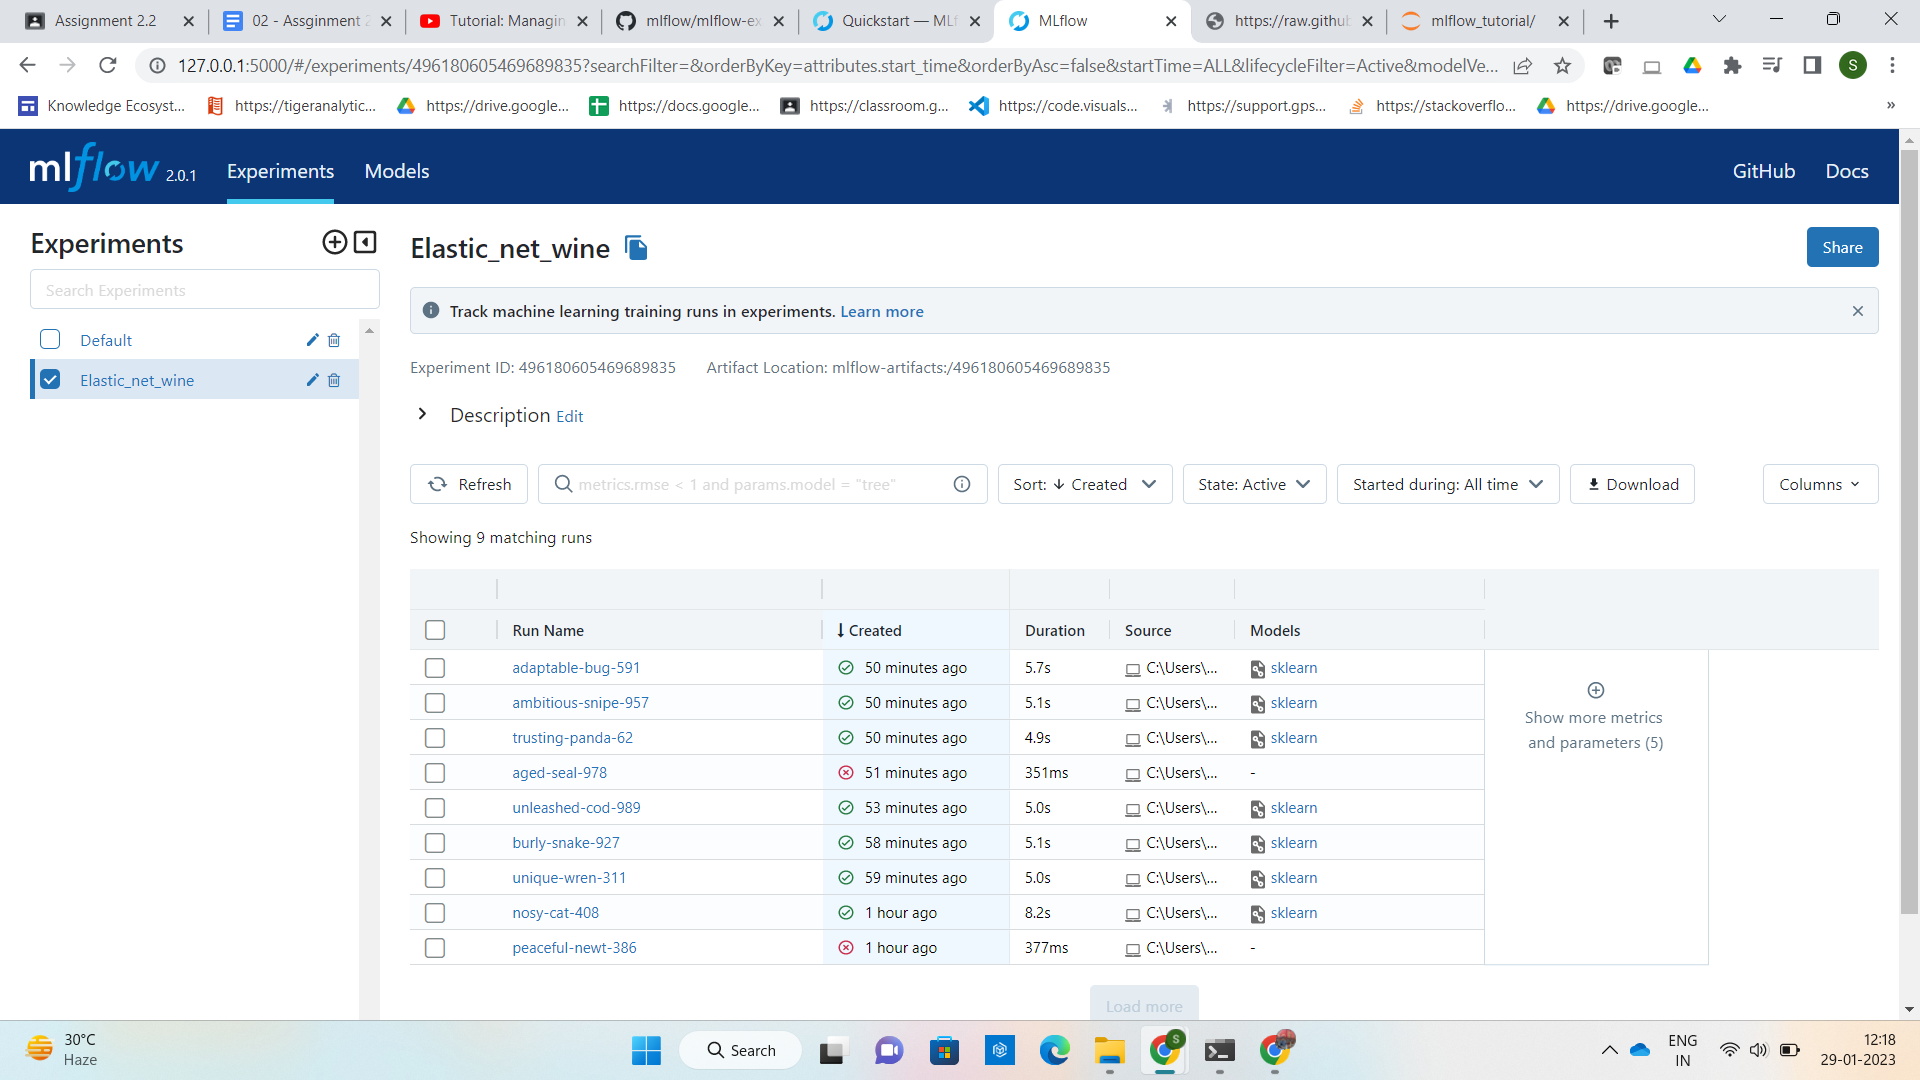 Assignment 2.2
02 - Assginment 2
Tutorial: Managin
mlflow/mlflow-ex
Quickstart — MLf
MLflow
https://raw.githu
mlflow_tutorial/
127.0.0.1:5000/#/experiments/496180605469689835?searchFilter=&orderByKey=attributes.start_time&orderByAsc=false&startTime=ALL&lifecycleFilter=Active&modelVe...
S
Knowledge Ecosyst...
https://tigeranalytic...
https://drive.google...
https://docs.google...
https://classroom.g...
https://code.visuals...
https://support.gps...
https://stackoverflo...
https://drive.google...
»
mlflow 2.0.1
Experiments
Models
GitHub
Docs
Experiments
Search Experiments
Default
Elastic_net_wine
Elastic_net_wine
Share
Track machine learning training runs in experiments. Learn more
Experiment ID: 496180605469689835
Artifact Location: mlflow-artifacts:/496180605469689835
Description Edit
Refresh
metrics.rmse < 1 and params.model = "tree"
Sort: ↓ Created
State: Active
Started during: All time
Download
Columns
Showing 9 matching runs
Run Name ↓ Created Duration Source Models
adaptable-bug-591 50 minutes ago 5.7s C:\Users\... sklearn
ambitious-snipe-957 50 minutes ago 5.1s C:\Users\... sklearn
trusting-panda-62 50 minutes ago 4.9s C:\Users\... sklearn
aged-seal-978 51 minutes ago 351ms C:\Users\... -
unleashed-cod-989 53 minutes ago 5.0s C:\Users\... sklearn
burly-snake-927 58 minutes ago 5.1s C:\Users\... sklearn
unique-wren-311 59 minutes ago 5.0s C:\Users\... sklearn
nosy-cat-408 1 hour ago 8.2s C:\Users\... sklearn
peaceful-newt-386 1 hour ago 377ms C:\Users\... -
Show more metrics
and parameters (5)
Load more
30°C
Haze
Search
S
ENG
IN
12:18
29-01-2023